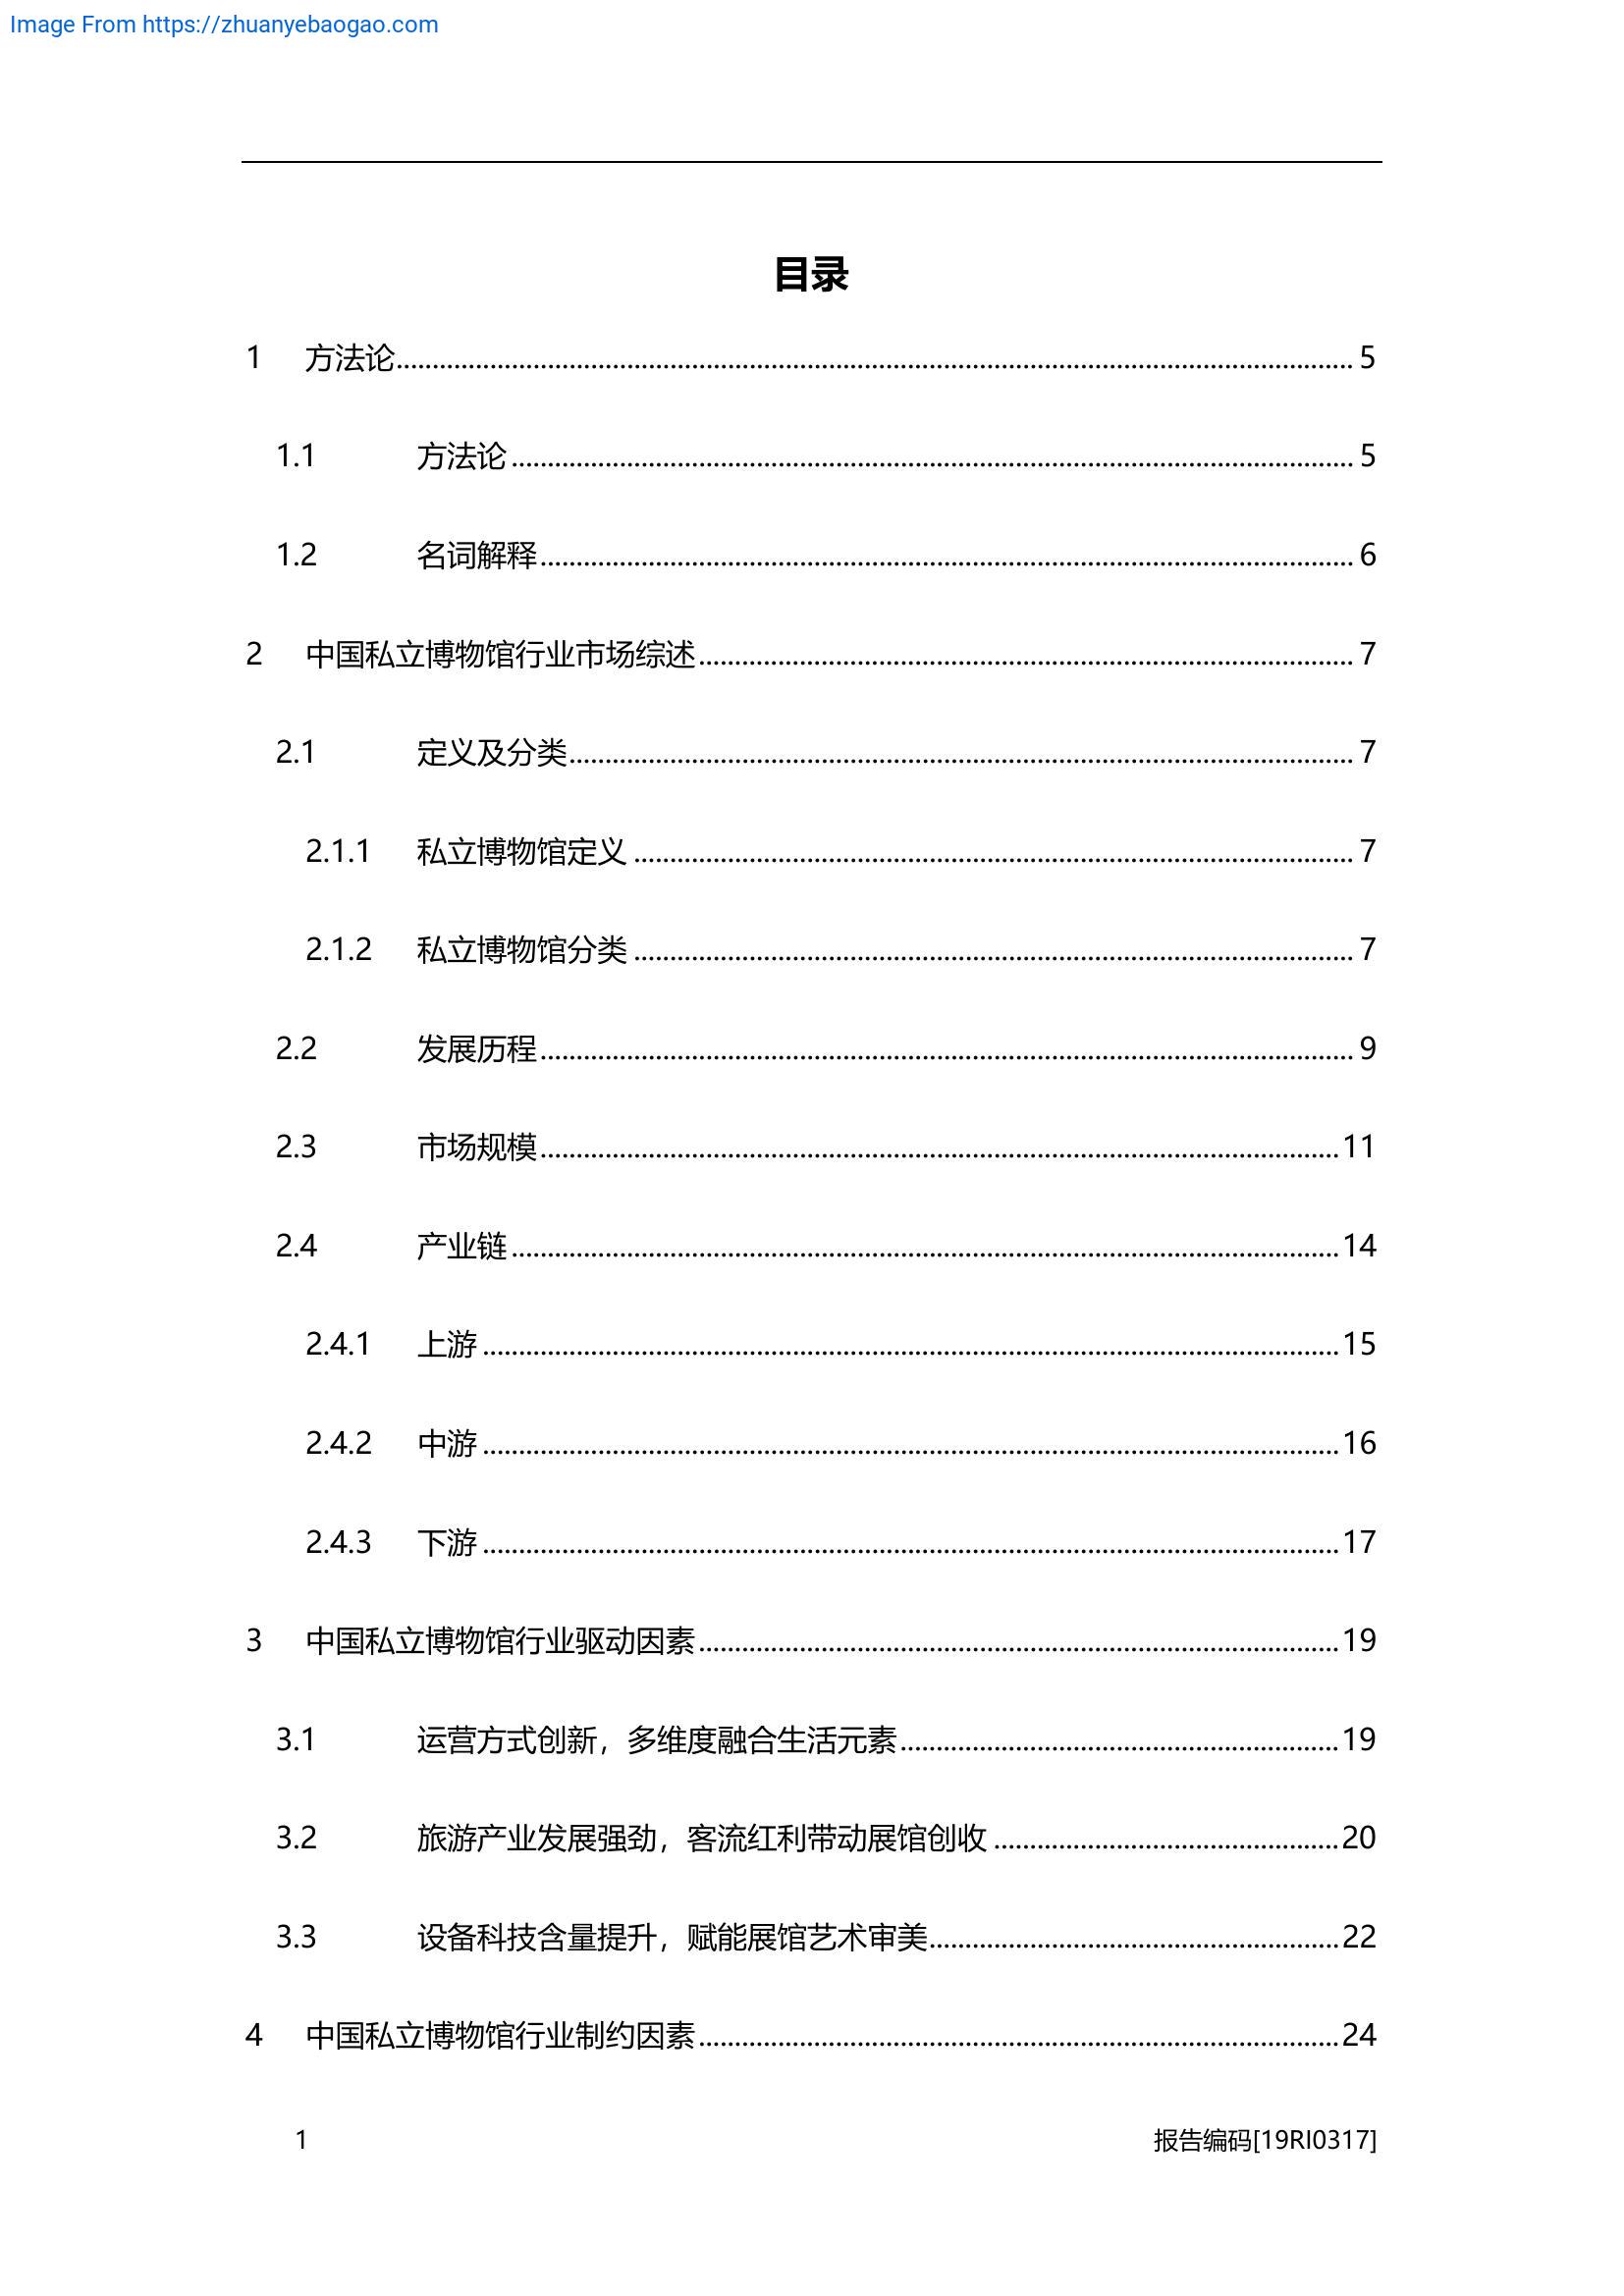 Image From https://zhuanyebaogao.com
目录
1 方法论 5
1.1 方法论 5
1.2 名词解释 6
2 中国私立博物馆行业市场综述 7
2.1 定义及分类 7
2.1.1 私立博物馆定义 7
2.1.2 私立博物馆分类 7
2.2 发展历程 9
2.3 市场规模 11
2.4 产业链 14
2.4.1 上游 15
2.4.2 中游 16
2.4.3 下游 17
3 中国私立博物馆行业驱动因素 19
3.1 运营方式创新，多维度融合生活元素 19
3.2 旅游产业发展强劲，客流红利带动展馆创收 20
3.3 设备科技含量提升，赋能展馆艺术审美 22
4 中国私立博物馆行业制约因素 24
1 报告编码[19RI0317]